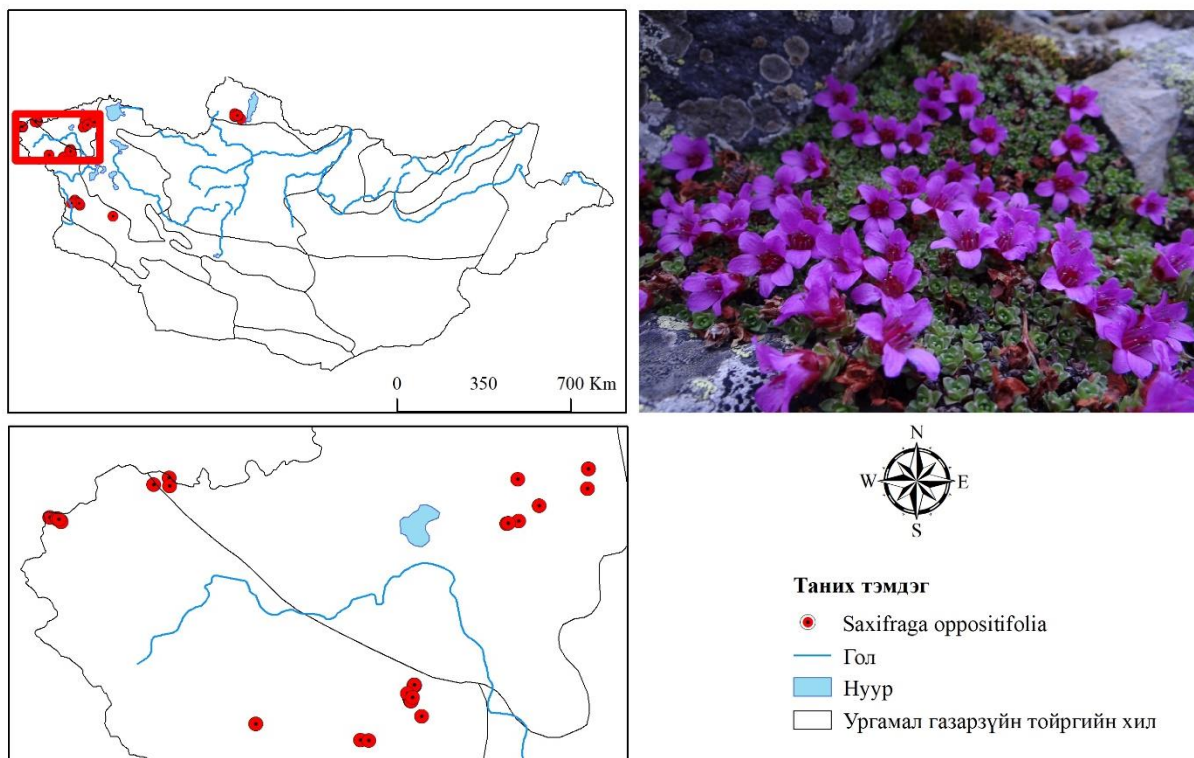 0 350 700 Km
N
W E
S
Таних тэмдэг
Saxifraga oppositifolia
Гол
Нуур
Ургамал газарзүйн тойргийн хил